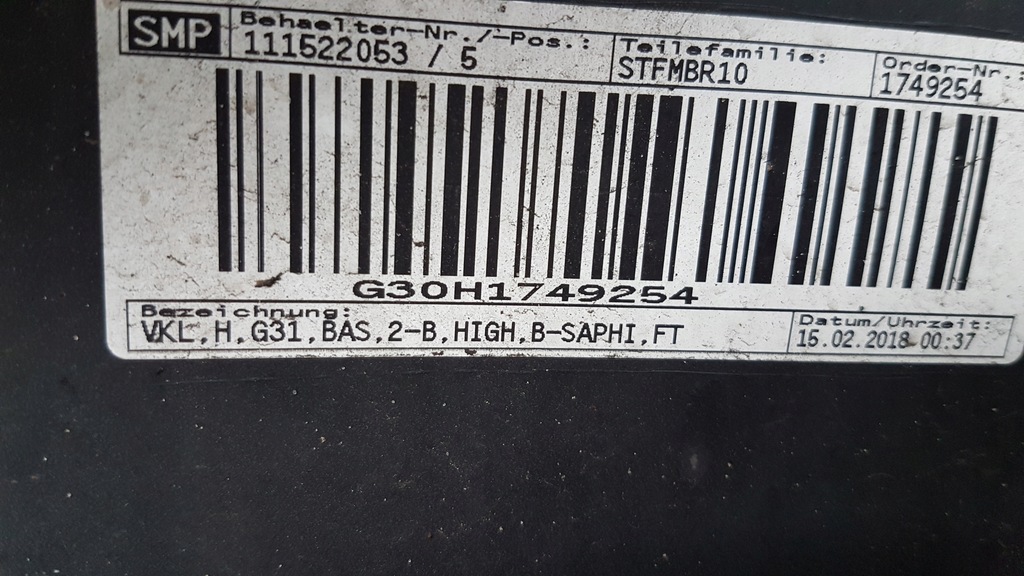 SMP
Behaelter-Nr./-Pos.:
111522053 / 5
Teilefamilie:
STFMBR10
Order-Nr.:
1749254
G30H1749254
Bezeichnung:
VKL,H,G31,BAS,2-B,HIGH,B-SAPHI,FT
Datum/Uhrzeit:
15.02.2018 00:37